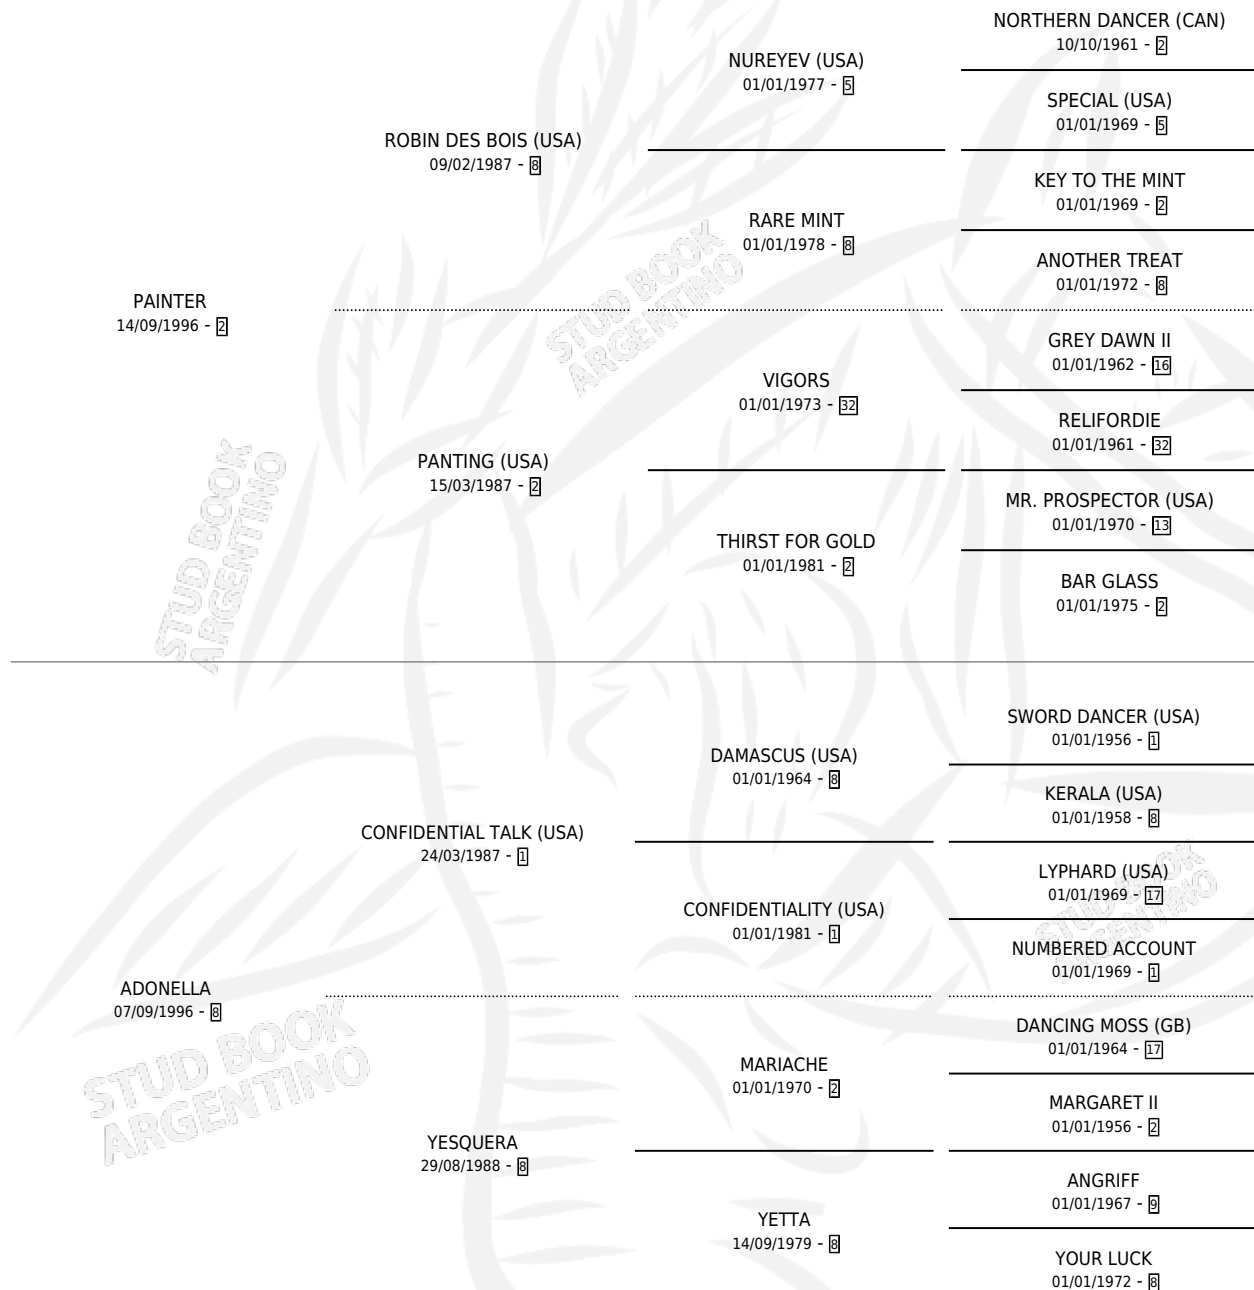 NORTHERN DANCER (CAN)
10/10/1961 - 2
NUREYEV (USA)
01/01/1977 - 5
SPECIAL (USA)
01/01/1969 - 5
ROBIN DES BOIS (USA)
09/02/1987 - 8
KEY TO THE MINT
01/01/1969 - 2
RARE MINT
01/01/1978 - 8
ANOTHER TREAT
01/01/1972 - 8
PAINTER
14/09/1996 - 2
STUD BOOK
ARGENTINO
GREY DAWN II
01/01/1962 - 16
VIGORS
01/01/1973 - 32
RELIFORDIE
01/01/1961 - 32
PANTING (USA)
15/03/1987 - 2
MR. PROSPECTOR (USA)
01/01/1970 - 13
THIRST FOR GOLD
01/01/1981 - 2
BAR GLASS
01/01/1975 - 2
STUD BOOK
ARGENTINO
SWORD DANCER (USA)
01/01/1956 - 1
DAMASCUS (USA)
01/01/1964 - 8
KERALA (USA)
01/01/1958 - 8
CONFIDENTIAL TALK (USA)
24/03/1987 - 1
LYPHARD (USA)
01/01/1969 - 17
CONFIDENTIALITY (USA)
01/01/1981 - 1
NUMBERED ACCOUNT
01/01/1969 - 1
STUD BOOK
ARGENTINO
ADONELLA
07/09/1996 - 8
DANCING MOSS (GB)
01/01/1964 - 17
MARIACHE
01/01/1970 - 2
MARGARET II
01/01/1956 - 2
STUD BOOK
ARGENTINO
YESQUERA
29/08/1988 - 8
ANGRIFF
01/01/1967 - 9
YETTA
14/09/1979 - 8
YOUR LUCK
01/01/1972 - 8